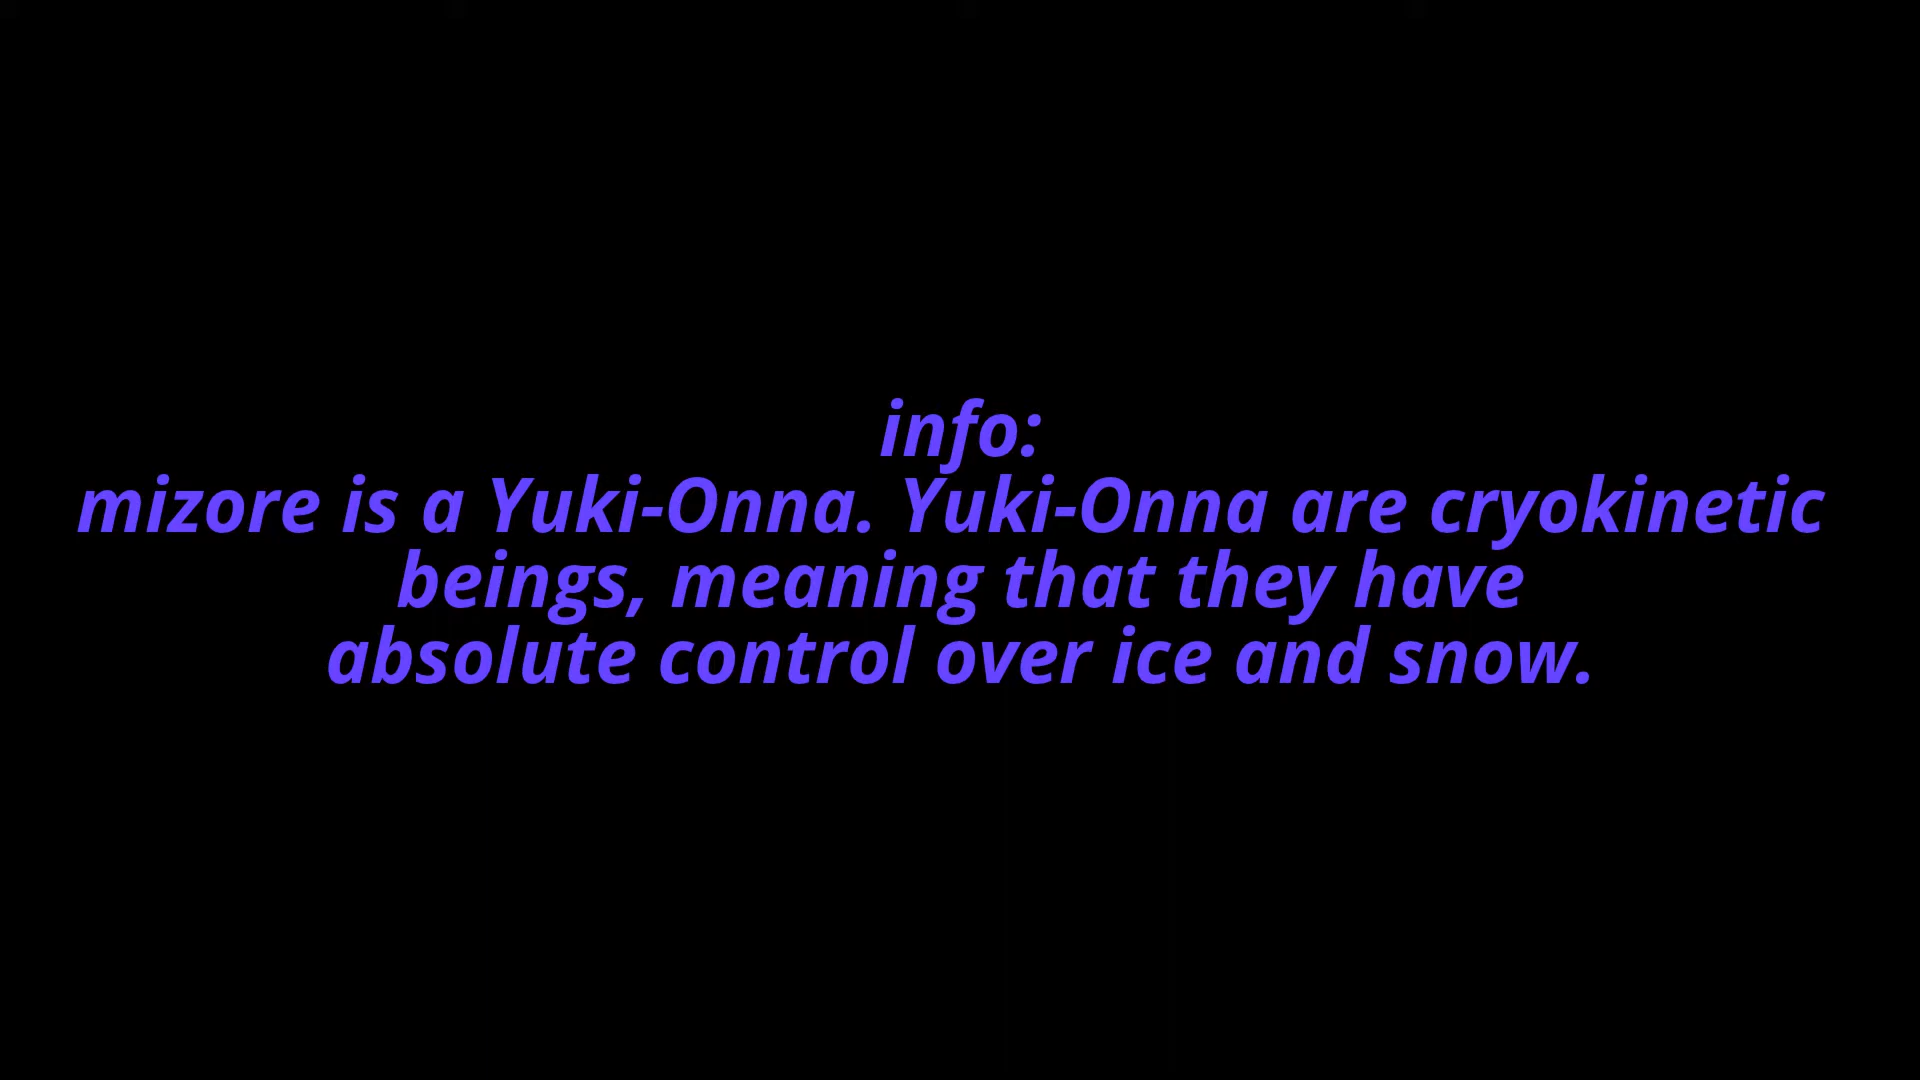 info:
mizore is a Yuki-Onna. Yuki-Onna are cryokinetic
beings, meaning that they have
absolute control over ice and snow.